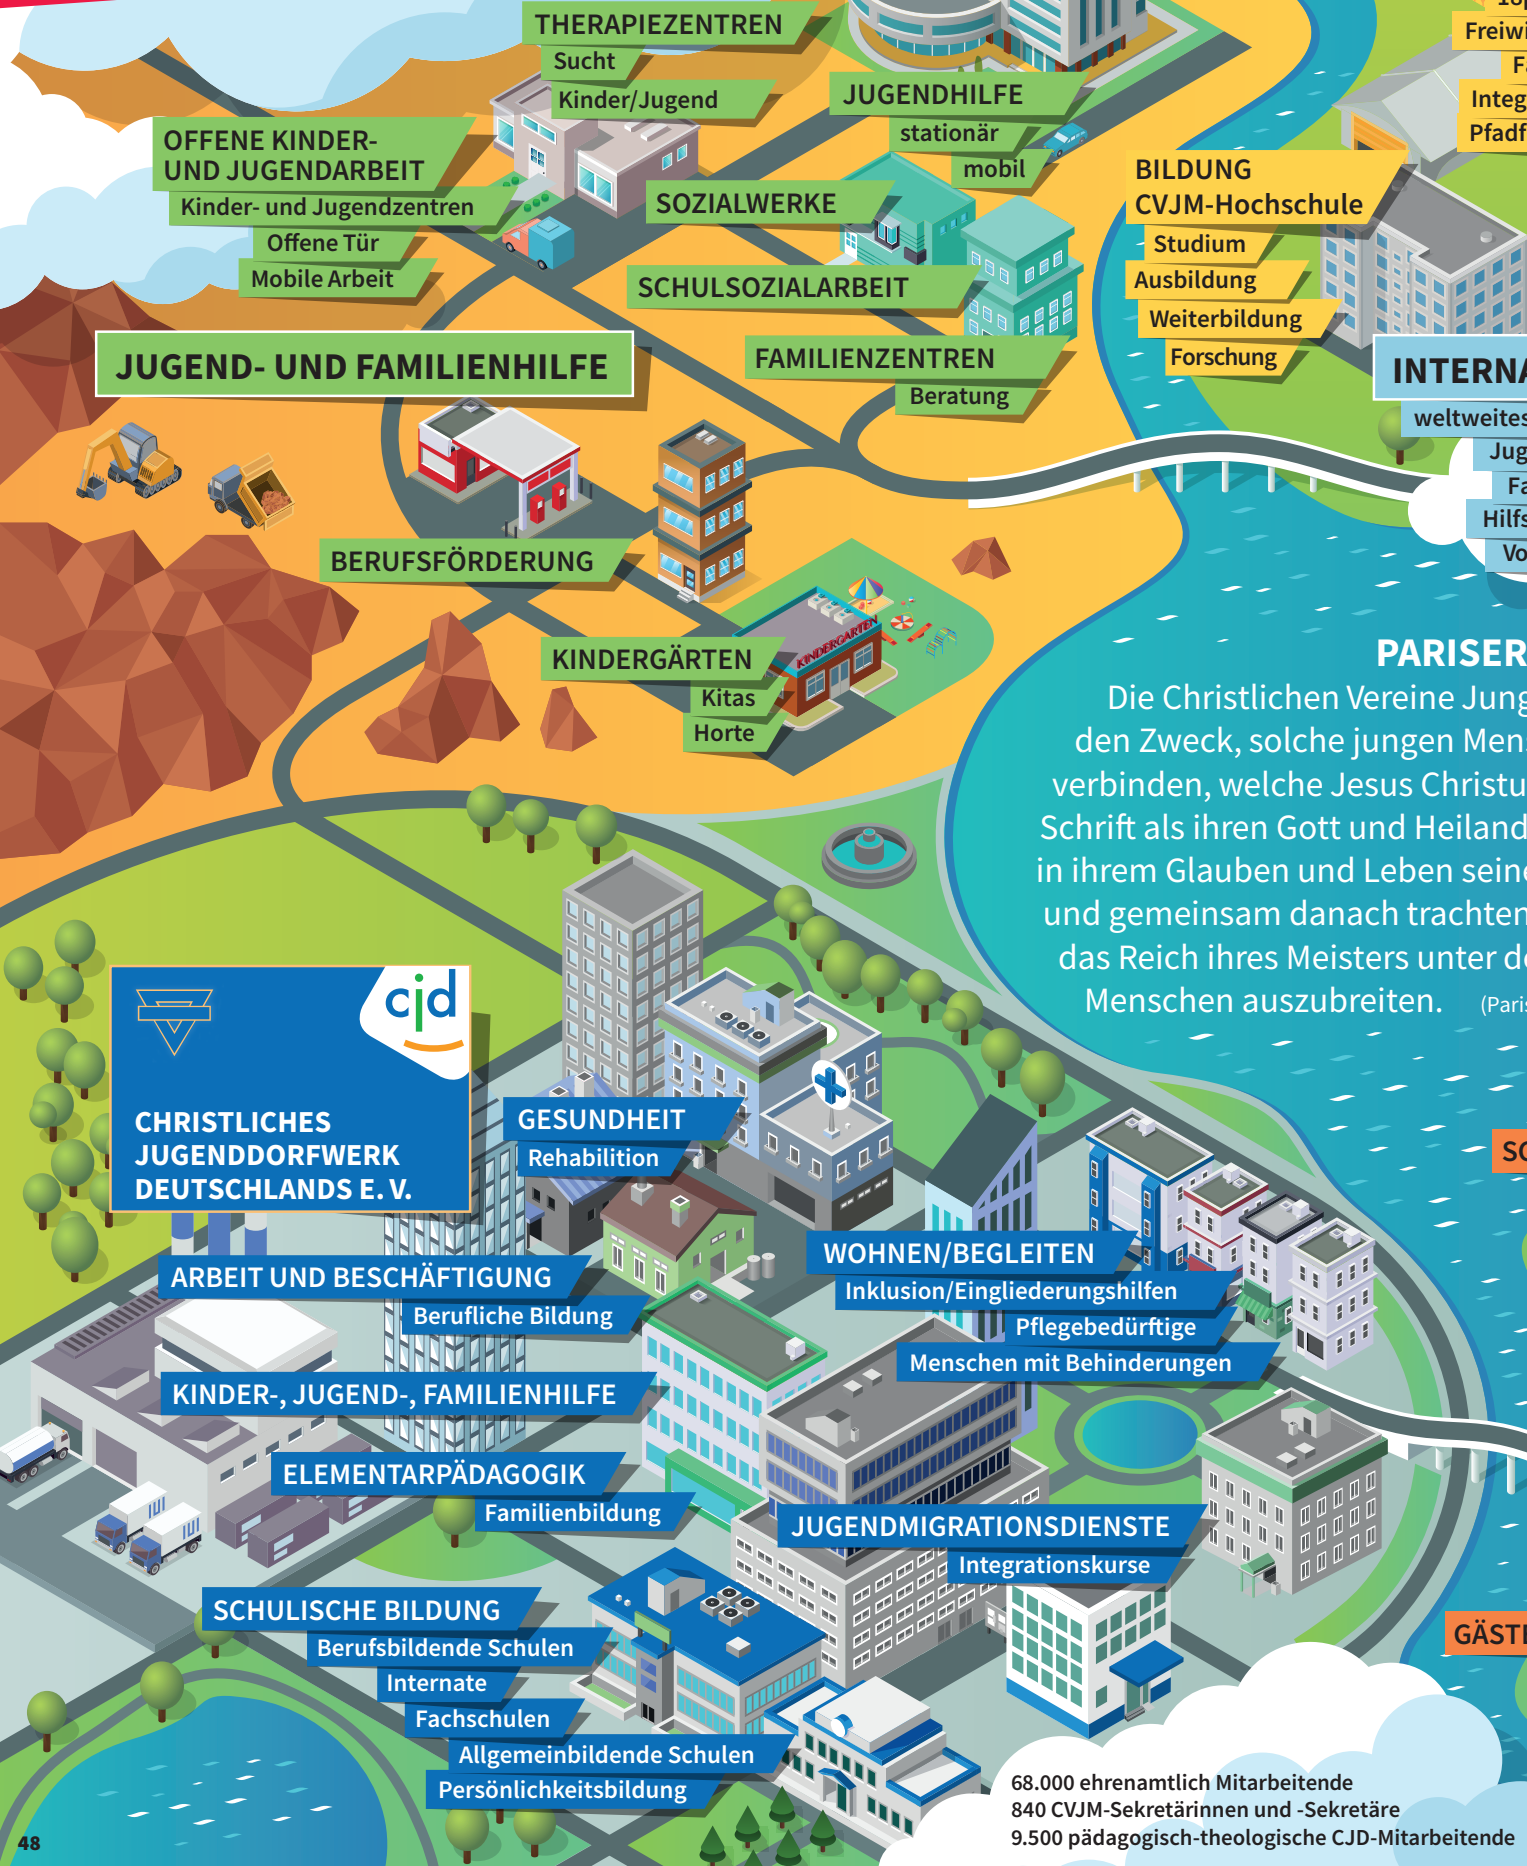 THERAPIEZENTREN
Sucht
Kinder/Jugend
JUGENDHILFE
stationär
mobil
OFFENE KINDER-
UND JUGENDARBEIT
Kinder- und Jugendzentren
Offene Tür
Mobile Arbeit
SOZIALWERKE
SCHULSOZIALARBEIT
BILDUNG
CVJM-Hochschule
Studium
Ausbildung
Weiterbildung
Forschung
JUGEND- UND FAMILIENHILFE
FAMILIENZENTREN
Beratung
weltweites
BERUFSFÖRDERUNG
KINDERGARTEN
KINDERGÄRTEN
Kitas
Horte
PARISER
Die Christlichen Vereine
den Zweck, solche jungen
verbinden, welche Jesus
Schrift als ihren Gott und Heiland
in ihrem Glauben und Leben
und gemeinsam danach trachten
das Reich ihres Meisters unter
Menschen auszubreiten.
cjd
CHRISTLICHES
JUGENDDORFWERK
DEUTSCHLANDS E. V.
GESUNDHEIT
Rehabilition
WOHNEN/BEGLEITEN
Inklusion/Eingliederungshilfen
Pflegebedürftige
Menschen mit Behinderungen
ARBEIT UND BESCHÄFTIGUNG
Berufliche Bildung
KINDER-, JUGEND-, FAMILIENHILFE
ELEMENTARPÄDAGOGIK
Familienbildung
JUGENDMIGRATIONSDIENSTE
Integrationskurse
SCHULISCHE BILDUNG
Berufsbildende Schulen
Internate
Fachschulen
Allgemeinbildende Schulen
Persönlichkeitsbildung
68.000 ehrenamtlich Mitarbeitende
840 CVJM-Sekretärinnen und -Sekretäre
9.500 pädagogisch-theologische CJD-Mitarbeitende
48